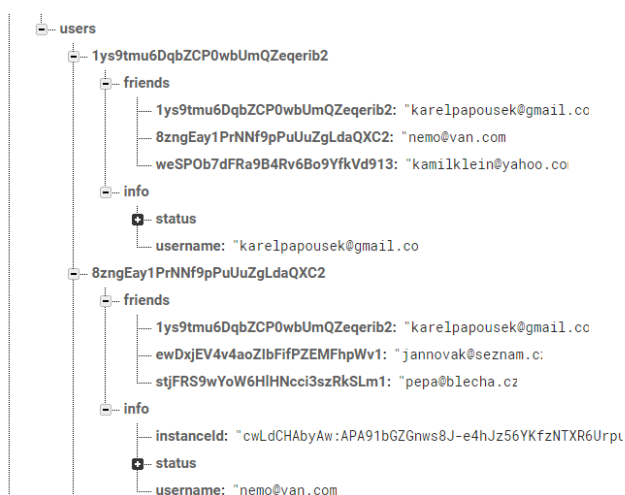 users
1ys9tmu6DqbZCP0wbUmQZeqerib2
friends
1ys9tmu6DqbZCP0wbUmQZeqerib2: "karelpapousek@gmail.co
8zngEay1PrNNf9pPuUuZgLdaQXC2: "nemo@van.com
weSPOb7dFRa9B4Rv6Bo9YfkVd913: "kamilklein@yahoo.co
info
status
username: "karelpapousek@gmail.co
8zngEay1PrNNf9pPuUuZgLdaQXC2
friends
1ys9tmu6DqbZCP0wbUmQZeqerib2: "karelpapousek@gmail.co
ewDxjEV4v4aoZIbFifPZEMFhpWv1: "jannovak@seznam.c
stjFRS9wYoW6HlHNcci3szRkSLm1: "pepa@blecha.cz
info
instanceId: "cwLdCHAbyAw:APA91bGZGnws8J-e4hJz56YKfzNTXR6Urpu
status
username: "nemo@van.com